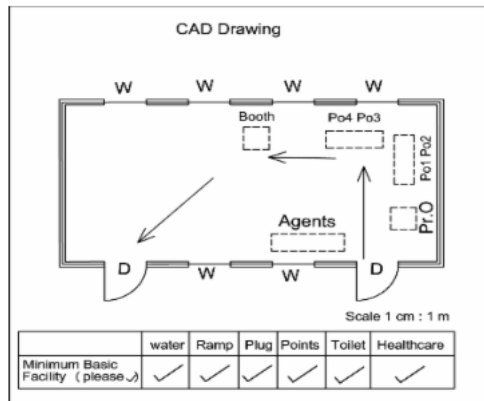 CAD Drawing
W W W W
Booth Po4 Po3
Po1 Po2
Agents
Pr.O
D W W D
Scale 1 cm : 1 m
water Ramp Plug Points Toilet Healthcare
Minimum Basic
Facility (please ✓) ✓ ✓ ✓ ✓ ✓ ✓